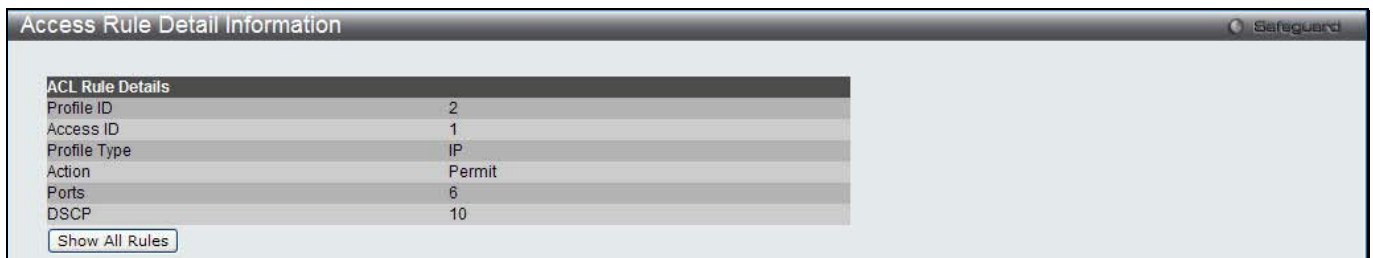 Access Rule Detail Information
Safeguard
ACL Rule Details
Profile ID 2
Access ID 1
Profile Type IP
Action Permit
Ports 6
DSCP 10
Show All Rules